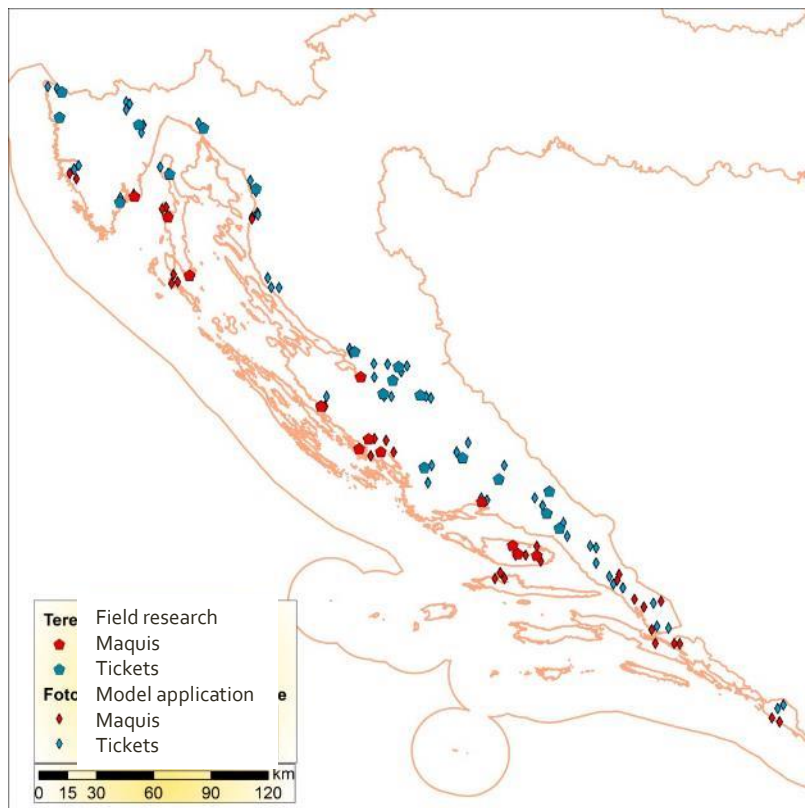 Tere Field research
Maquis
Tickets
Foto Model application e
Maquis
Tickets
km
0 15 30 60 90 120